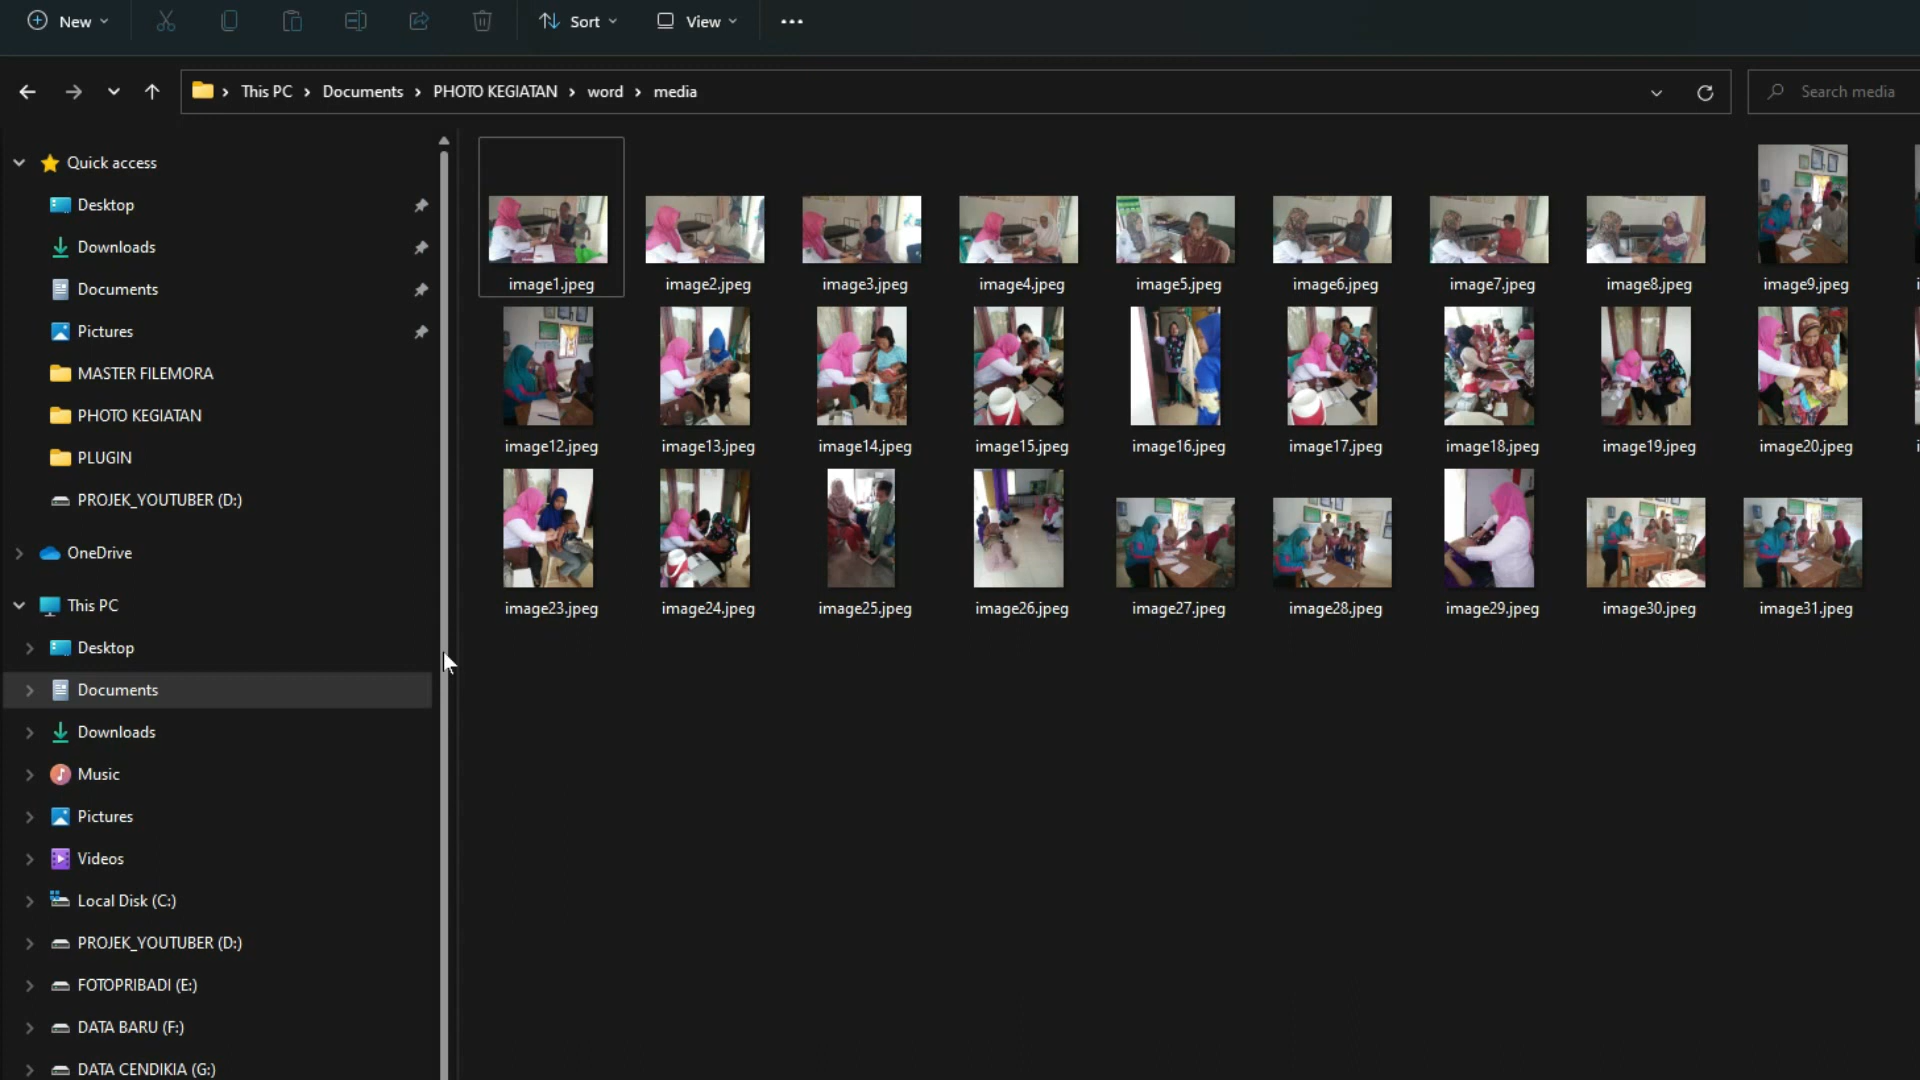 New
Sort
View
This PC
Documents
PHOTO KEGIATAN
word
media
Search media
Quick access
Desktop
Downloads
Documents
Pictures
MASTER FILEMORA
PHOTO KEGIATAN
PLUGIN
PROJEK_YOUTUBER (D:)
OneDrive
This PC
Desktop
Documents
Downloads
Music
Pictures
Videos
Local Disk (C:)
PROJEK_YOUTUBER (D:)
FOTOPRIBADI (E:)
DATA BARU (F:)
DATA CENDIKIA (G:)
image1.jpeg
image2.jpeg
image3.jpeg
image4.jpeg
image5.jpeg
image6.jpeg
image7.jpeg
image8.jpeg
image9.jpeg
image12.jpeg
image13.jpeg
image14.jpeg
image15.jpeg
image16.jpeg
image17.jpeg
image18.jpeg
image19.jpeg
image20.jpeg
image23.jpeg
image24.jpeg
image25.jpeg
image26.jpeg
image27.jpeg
image28.jpeg
image29.jpeg
image30.jpeg
image31.jpeg